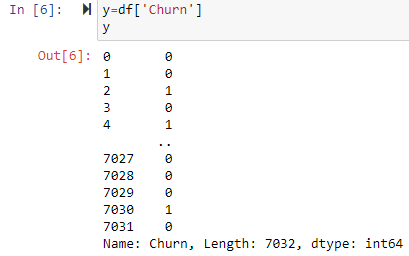 In [6]: y=df['Churn']
y
Out[6]: 0 0
1 0
2 1
3 0
4 1
..
7027 0
7028 0
7029 0
7030 1
7031 0
Name: Churn, Length: 7032, dtype: int64